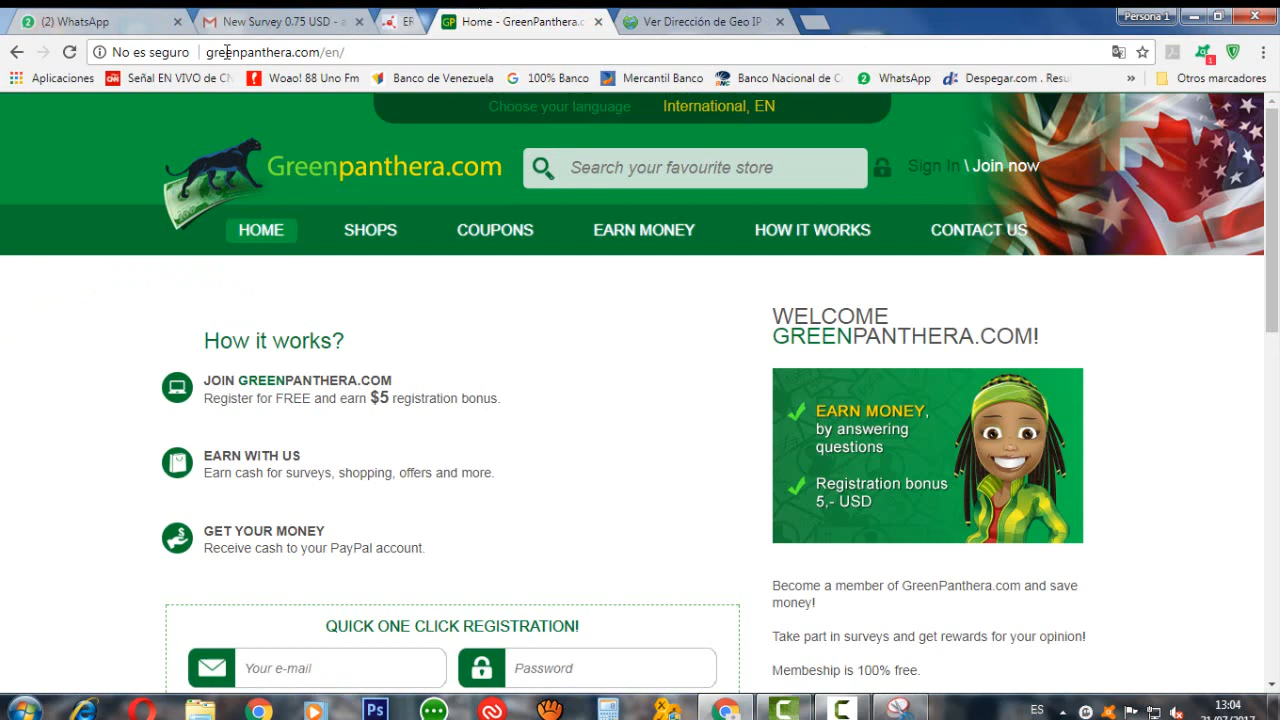 (2) WhatsApp
New Survey 0.75 USD -
Home - GreenPanthera.c
Ver Dirección de Geo IP
Persona 1
No es seguro | greenpanthera.com/en/
Aplicaciones
Señal EN VIVO de CN
Woao! 88 Uno Fm
Banco de Venezuela
100% Banco
Mercantil Banco
Banco Nacional de C
WhatsApp
Despegar.com . Resu
» Otros marcadores
Choose your language International, EN
Greenpanthera.com
Search your favourite store
Sign In \ Join now
HOME SHOPS COUPONS EARN MONEY HOW IT WORKS CONTACT US
How it works?
JOIN GREENPANTHERA.COM
Register for FREE and earn $5 registration bonus.
EARN WITH US
Earn cash for surveys, shopping, offers and more.
GET YOUR MONEY
Receive cash to your PayPal account.
QUICK ONE CLICK REGISTRATION!
Your e-mail
Password
WELCOME
GREENPANTHERA.COM!
EARN MONEY,
by answering
questions
Registration bonus
5,- USD
Become a member of GreenPanthera.com and save
money!
Take part in surveys and get rewards for your opinion!
Membeship is 100% free.
ES
13:04
21/07/2017